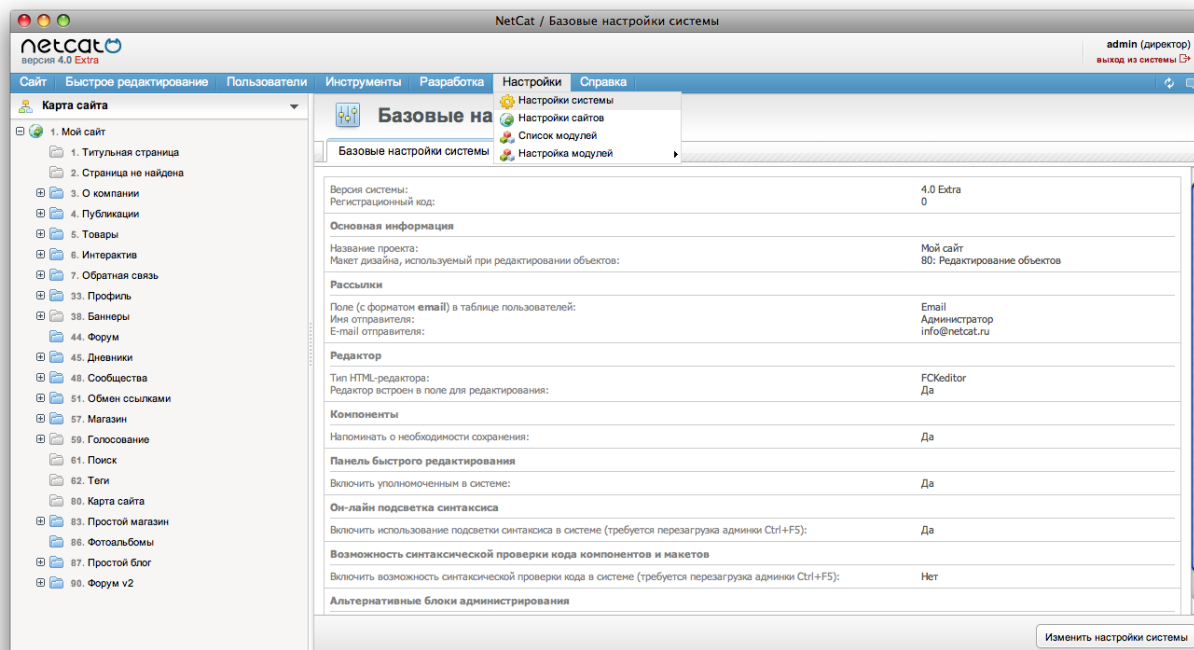 NetCat / Базовые настройки системы
netcat
версия 4.0 Extra
admin (директор)
выход из системы
Сайт Быстрое редактирование Пользователи Инструменты Разработка Настройки Справка
Карта сайта
1. Мой сайт
1. Титульная страница
2. Страница не найдена
3. О компании
4. Публикации
5. Товары
6. Интерактив
7. Обратная связь
33. Профиль
38. Баннеры
44. Форум
45. Дневники
48. Сообщества
51. Обмен ссылками
57. Магазин
59. Голосование
61. Поиск
62. Теги
80. Карта сайта
83. Простой магазин
86. Фотоальбомы
87. Простой блог
90. Форум v2
Настройки системы
Настройки сайтов
Список модулей
Настройка модулей
Базовые на
Базовые настройки системы
Версия системы: 4.0 Extra
Регистрационный код: 0
Основная информация
Название проекта: Мой сайт
Макет дизайна, используемый при редактировании объектов: 80: Редактирование объектов
Рассылки
Поле (с форматом email) в таблице пользователей: Email
Имя отправителя: Администратор
E-mail отправителя: info@netcat.ru
Редактор
Тип HTML-редактора: FCKeditor
Редактор встроен в поле для редактирования: Да
Компоненты
Напоминать о необходимости сохранения: Да
Панель быстрого редактирования
Включить уполномоченным в системе: Да
Он-лайн подсветка синтаксиса
Включить использование подсветки синтаксиса в системе (требуется перезагрузка админки Ctrl+F5): Да
Возможность синтаксической проверки кода компонентов и макетов
Включить возможность синтаксической проверки кода в системе (требуется перезагрузка админки Ctrl+F5): Нет
Альтернативные блоки администрирования
Изменить настройки системы